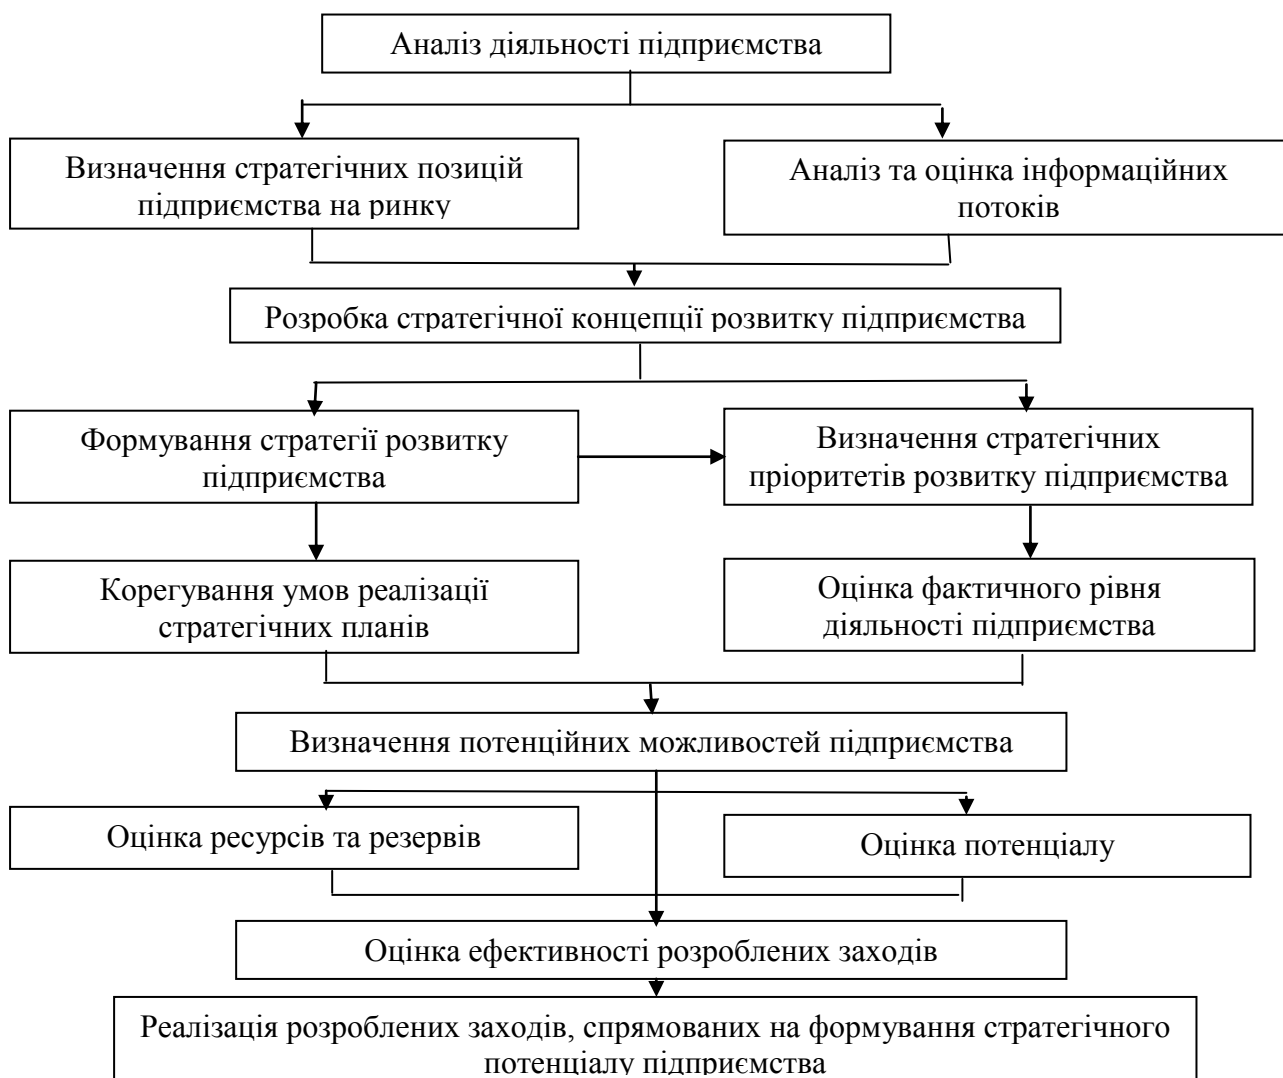 Аналіз діяльності підприємства
Визначення стратегічних позицій
підприємства на ринку
Аналіз та оцінка інформаційних
потоків
Розробка стратегічної концепції розвитку підприємства
Формування стратегії розвитку
підприємства
Визначення стратегічних
пріоритетів розвитку підприємства
Корегування умов реалізації
стратегічних планів
Оцінка фактичного рівня
діяльності підприємства
Визначення потенційних можливостей підприємства
Оцінка ресурсів та резервів
Оцінка потенціалу
Оцінка ефективності розроблених заходів
Реалізація розроблених заходів, спрямованих на формування стратегічного
потенціалу підприємства